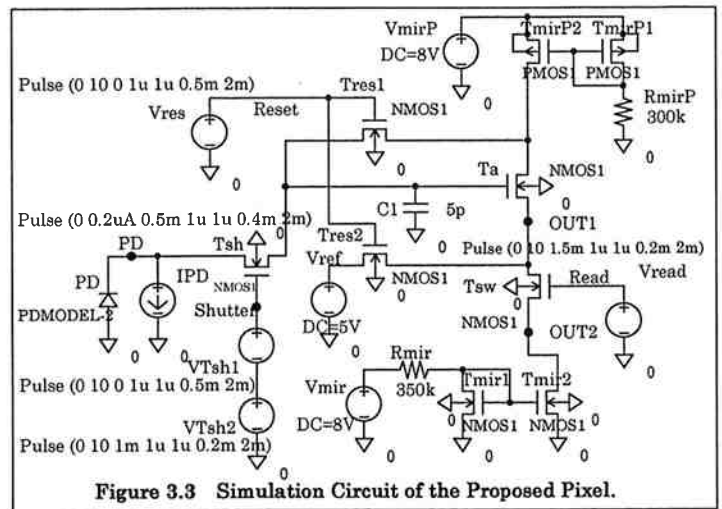 VmirP
DC=8V
TmirP2
TmirP1
PMOS1
PMOS1
RmirP
300k
0
0
Pulse (0 10 0 1u 1u 0.5m 2m)
Vres
Reset
0
Tres1
NMOS1
0
Ta
NMOS1
0
C1
5p
0
OUT1
Pulse (0 0.2uA 0.5m 1u 1u 0.4m 2m)
PD
PD
PDMODEL-2
0
IPD
0
Tsh
0
NMOS1
Shutter
Tres2
Vref
DC=5V
0
NMOS1
0
Pulse (0 10 1.5m 1u 1u 0.2m 2m)
Tsw
0
NMOS1
Read
Vread
0
OUT2
VTsh1
Pulse (0 10 0 1u 1u 0.5m 2m)
VTsh2
Pulse (0 10 1m 1u 1u 0.2m 2m)
0
Vmir
DC=8V
0
Rmir
350k
Tmir1
0
NMOS1
0
Tmir2
0
NMOS1
0
Figure 3.3 Simulation Circuit of the Proposed Pixel.